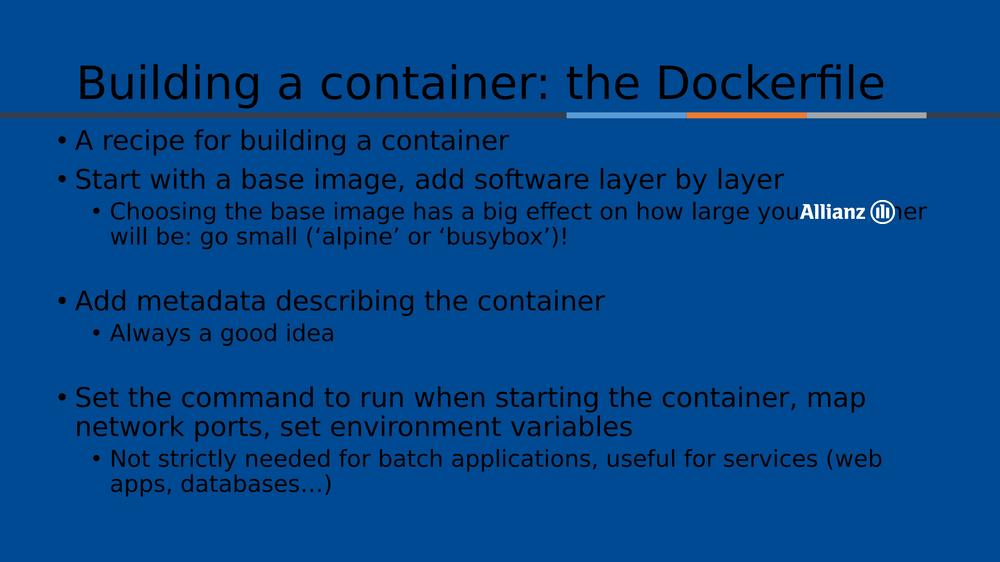 Building a container: the Dockerfile
• A recipe for building a container
• Start with a base image, add software layer by layer
• Choosing the base image has a big effect on how large
Allianz
will be: go small (‘alpine’ or ‘busybox’)!
• Add metadata describing the container
• Always a good idea
• Set the command to run when starting the container, map
network ports, set environment variables
• Not strictly needed for batch applications, useful for services (web
apps, databases…)